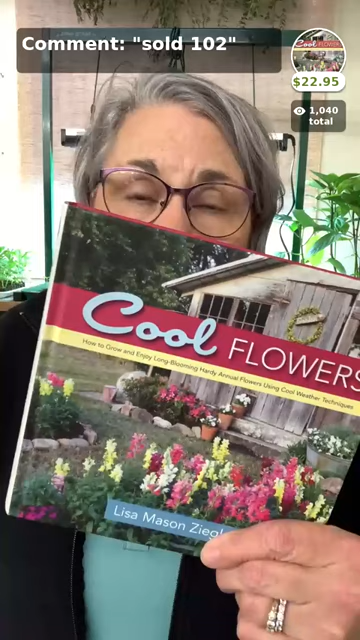 Comment: "sold 102"
COOL FLOWERS
$22.95
1,040
total
Cool FLOWERS
How to Grow and Enjoy Long-Blooming Hardy Annual Flowers Using Cool Weather Techniques
Lisa Mason Ziegl